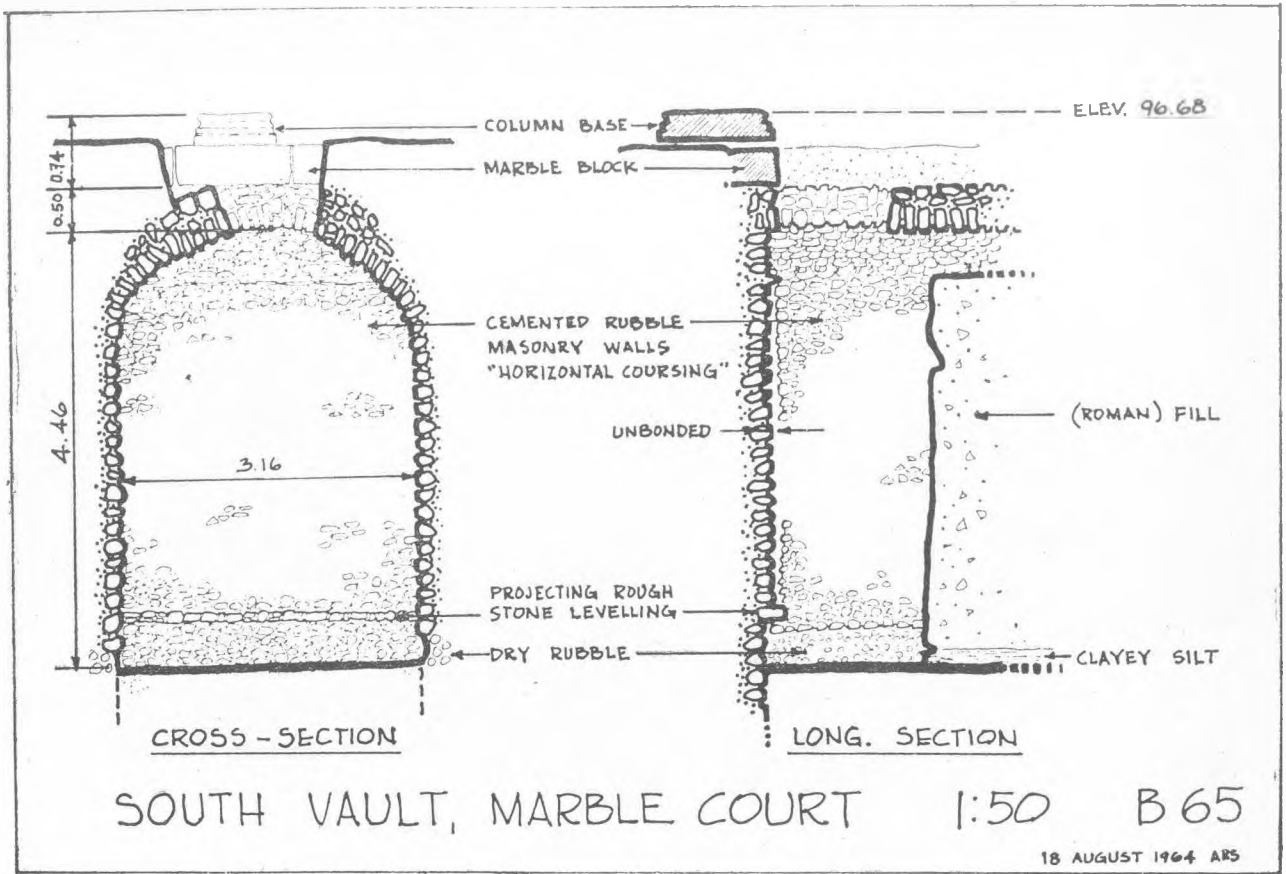 COLUMN BASE
ELEV. 96.68
MARBLE BLOCK
0.74
0.50
4.46
CEMENTED RUBBLE
MASONRY WALLS
"HORIZONTAL COURSING"
UNBONDED
(ROMAN) FILL
3.16
PROJECTING ROUGH
STONE LEVELLING
DRY RUBBLE
CLAYEY SILT
CROSS-SECTION
LONG. SECTION
SOUTH VAULT, MARBLE COURT 1:50 B 65
18 AUGUST 1964 ARS